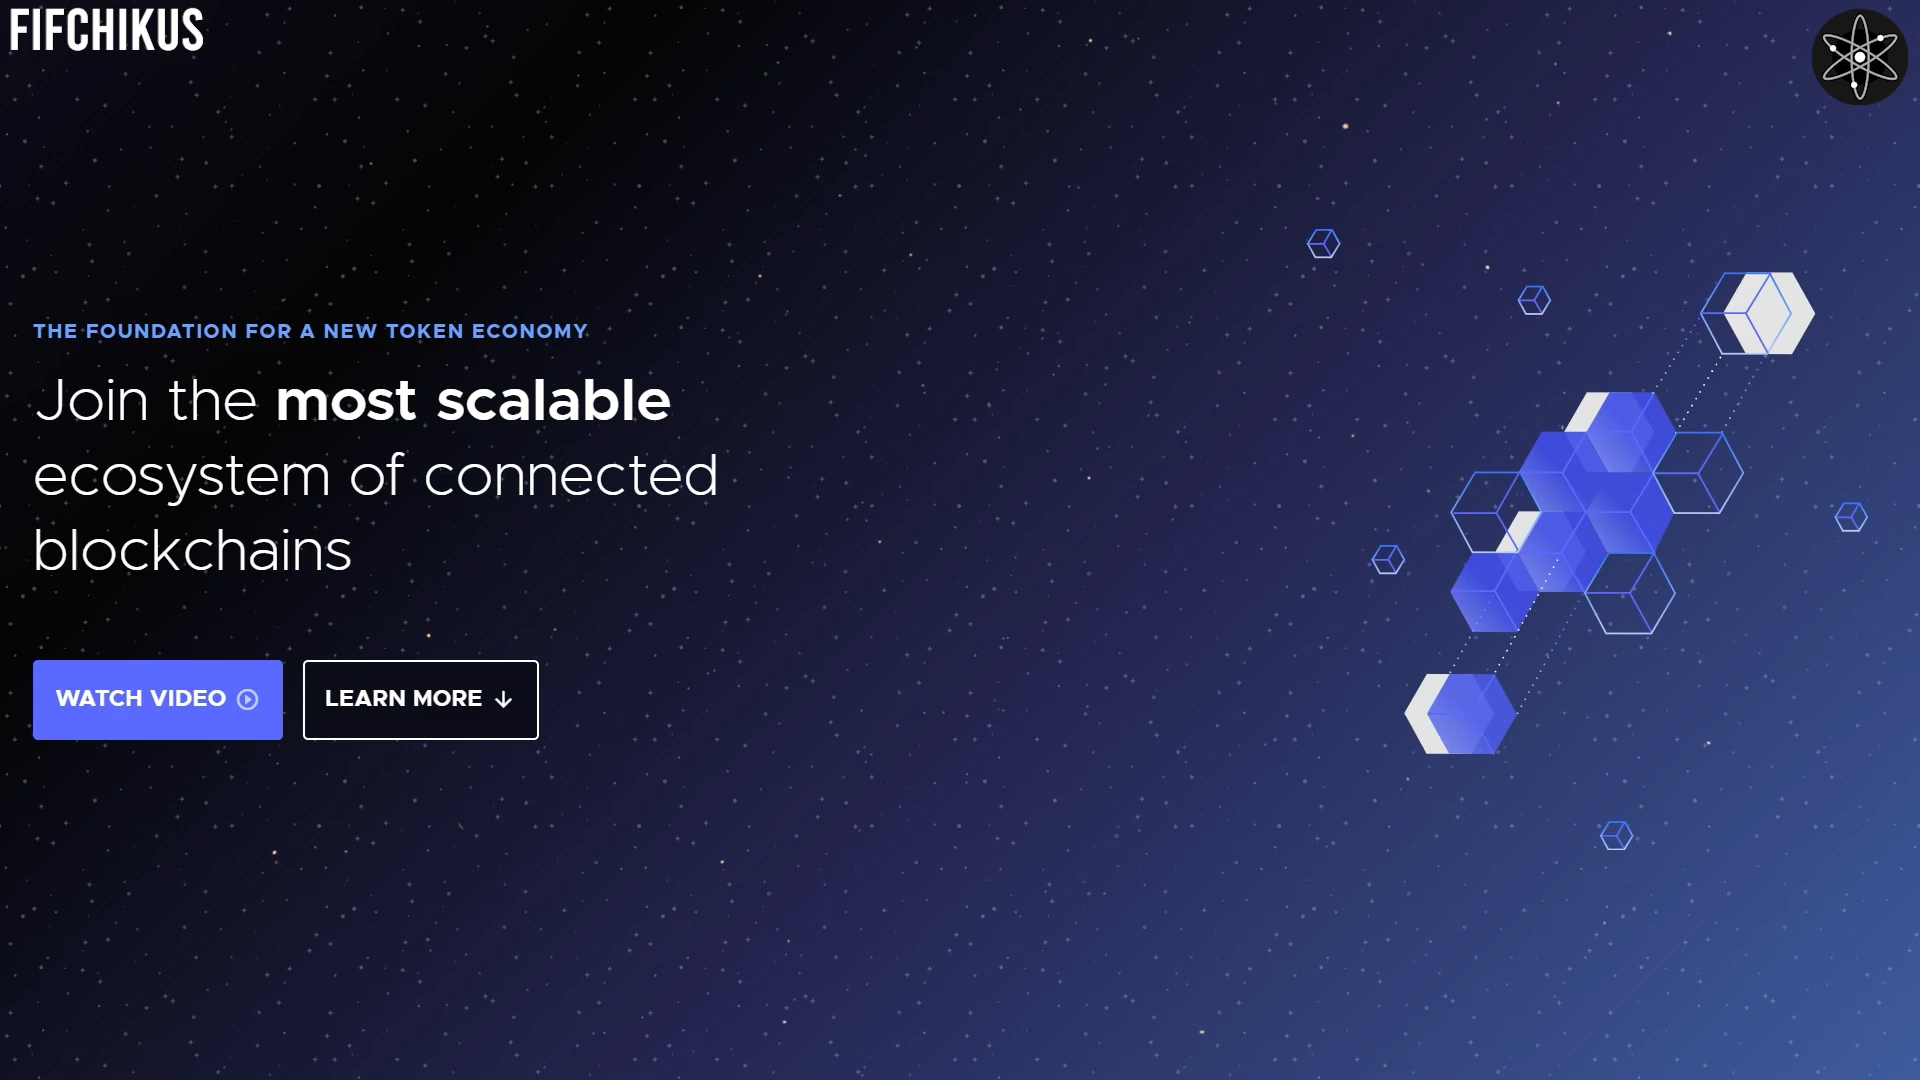 FIFCHIKUS
THE FOUNDATION FOR A NEW TOKEN ECONOMY
Join the most scalable
ecosystem of connected
blockchains
WATCH VIDEO
LEARN MORE